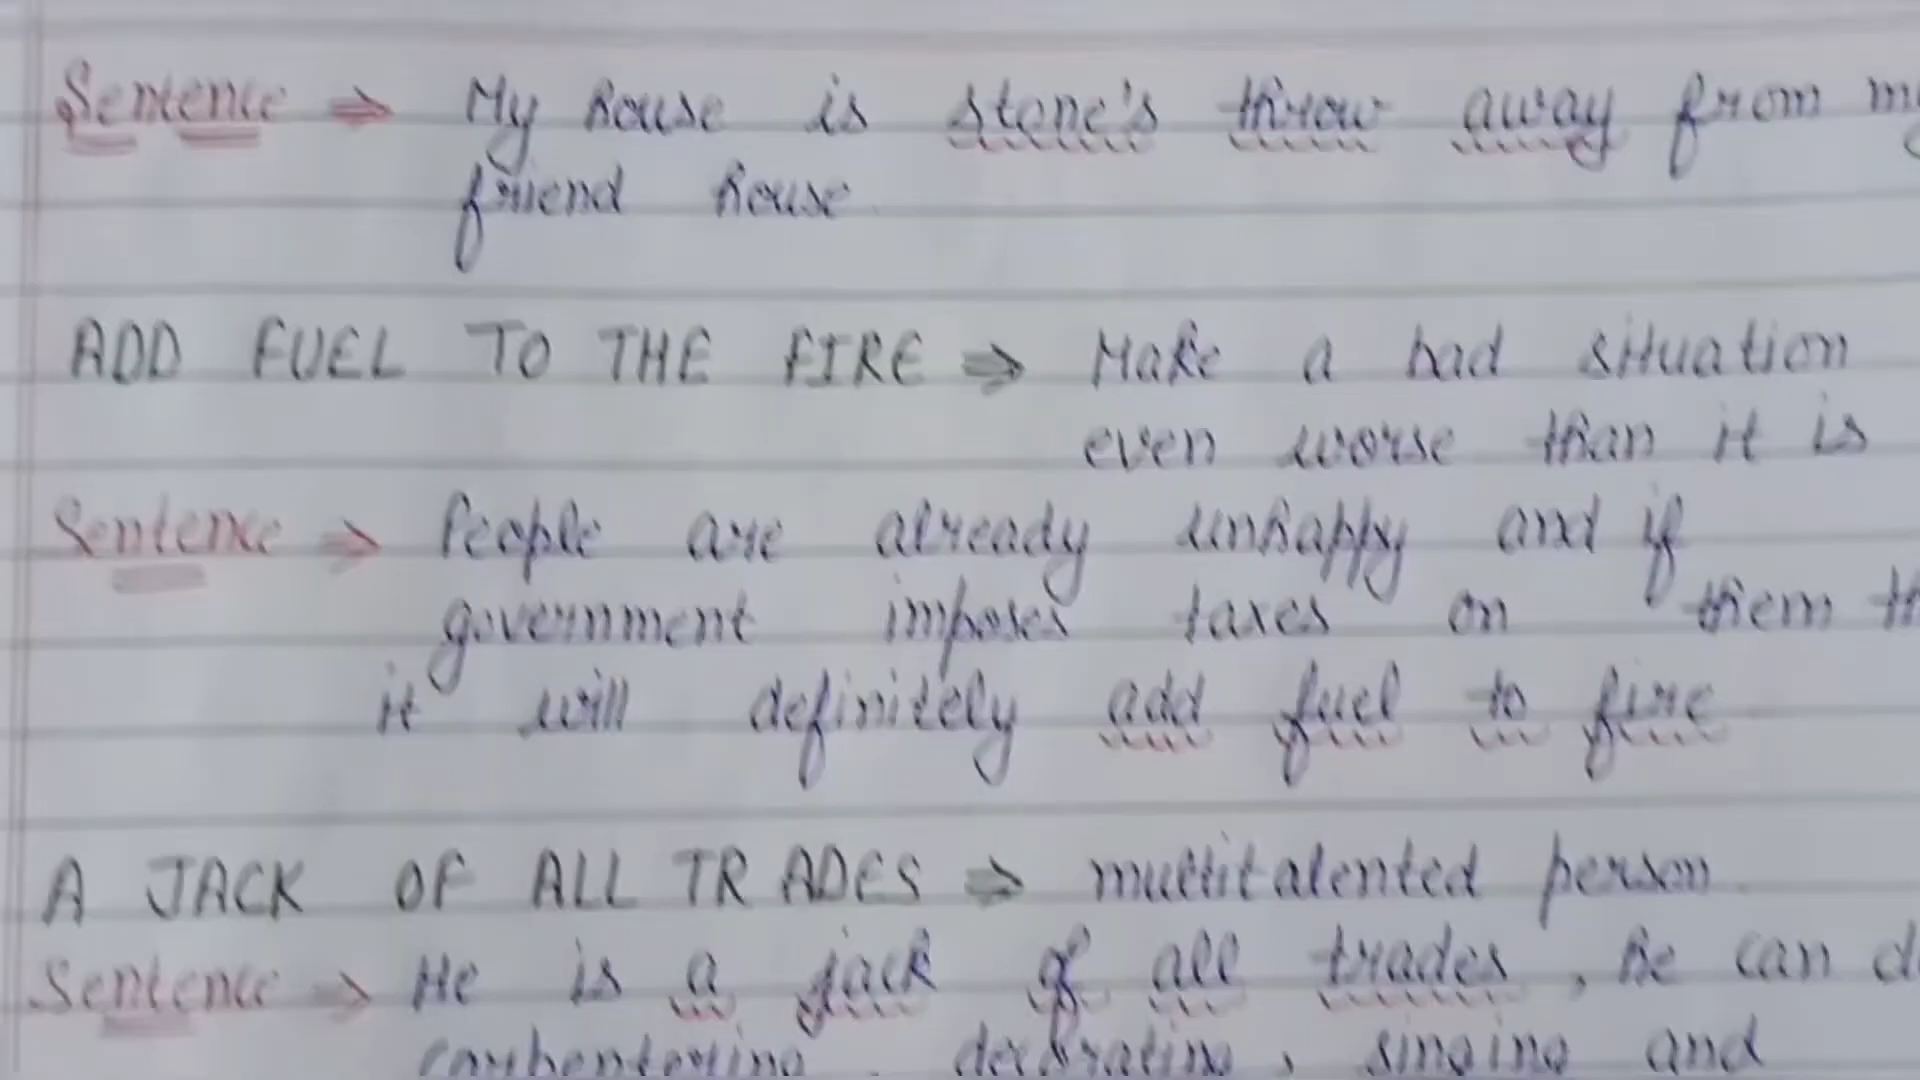 Sentence ⇒ My house is stone's throw away from my
friend house
ADD FUEL TO THE FIRE ⇒ Make a bad situation
even worse than it is
Sentence ⇒ People are already unhappy and if
government imposes taxes on them
it will definitely add fuel to fire
A JACK OF ALL TRADES ⇒ multitalented person
Sentence ⇒ He is a jack of all trades, he can
carpentering, decorating, singing and